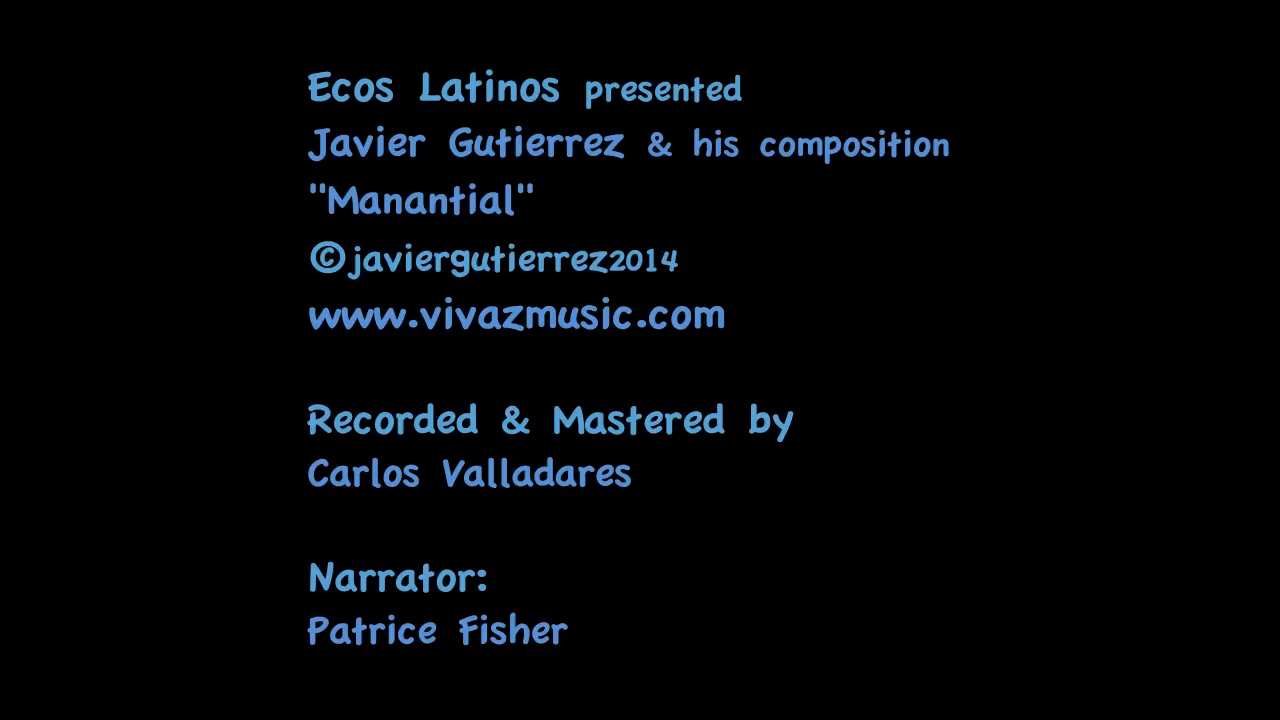 Ecos Latinos presented
Javier Gutierrez & his composition
"Manantial"
©javiergutierrez2014
www.vivazmusic.com
Recorded & Mastered by
Carlos Valladares
Narrator:
Patrice Fisher